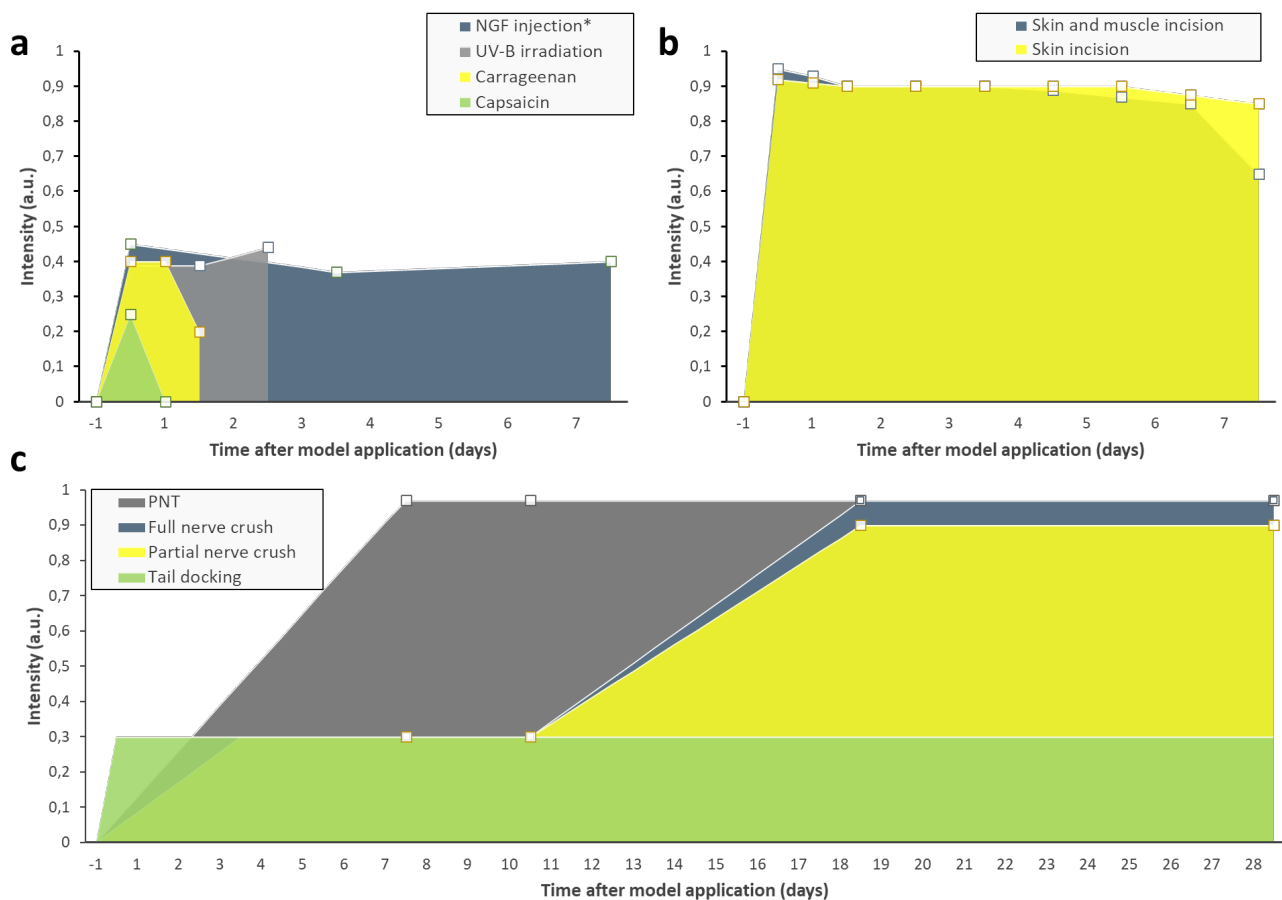 a
NGF injection*
UV-B irradiation
Carrageenan
Capsaicin
1
0,9
0,8
0,7
0,6
0,5
0,4
0,3
0,2
0,1
0
Intensity (a.u.)
-1 1 2 3 4 5 6 7
Time after model application (days)
b
Skin and muscle incision
Skin incision
1
0,9
0,8
0,7
0,6
0,5
0,4
0,3
0,2
0,1
0
Intensity (a.u.)
-1 1 2 3 4 5 6 7
Time after model application (days)
c
PNT
Full nerve crush
Partial nerve crush
Tail docking
1
0,9
0,8
0,7
0,6
0,5
0,4
0,3
0,2
0,1
0
Intensity (a.u.)
-1 1 2 3 4 5 6 7 8 9 10 11 12 13 14 15 16 17 18 19 20 21 22 23 24 25 26 27 28
Time after model application (days)